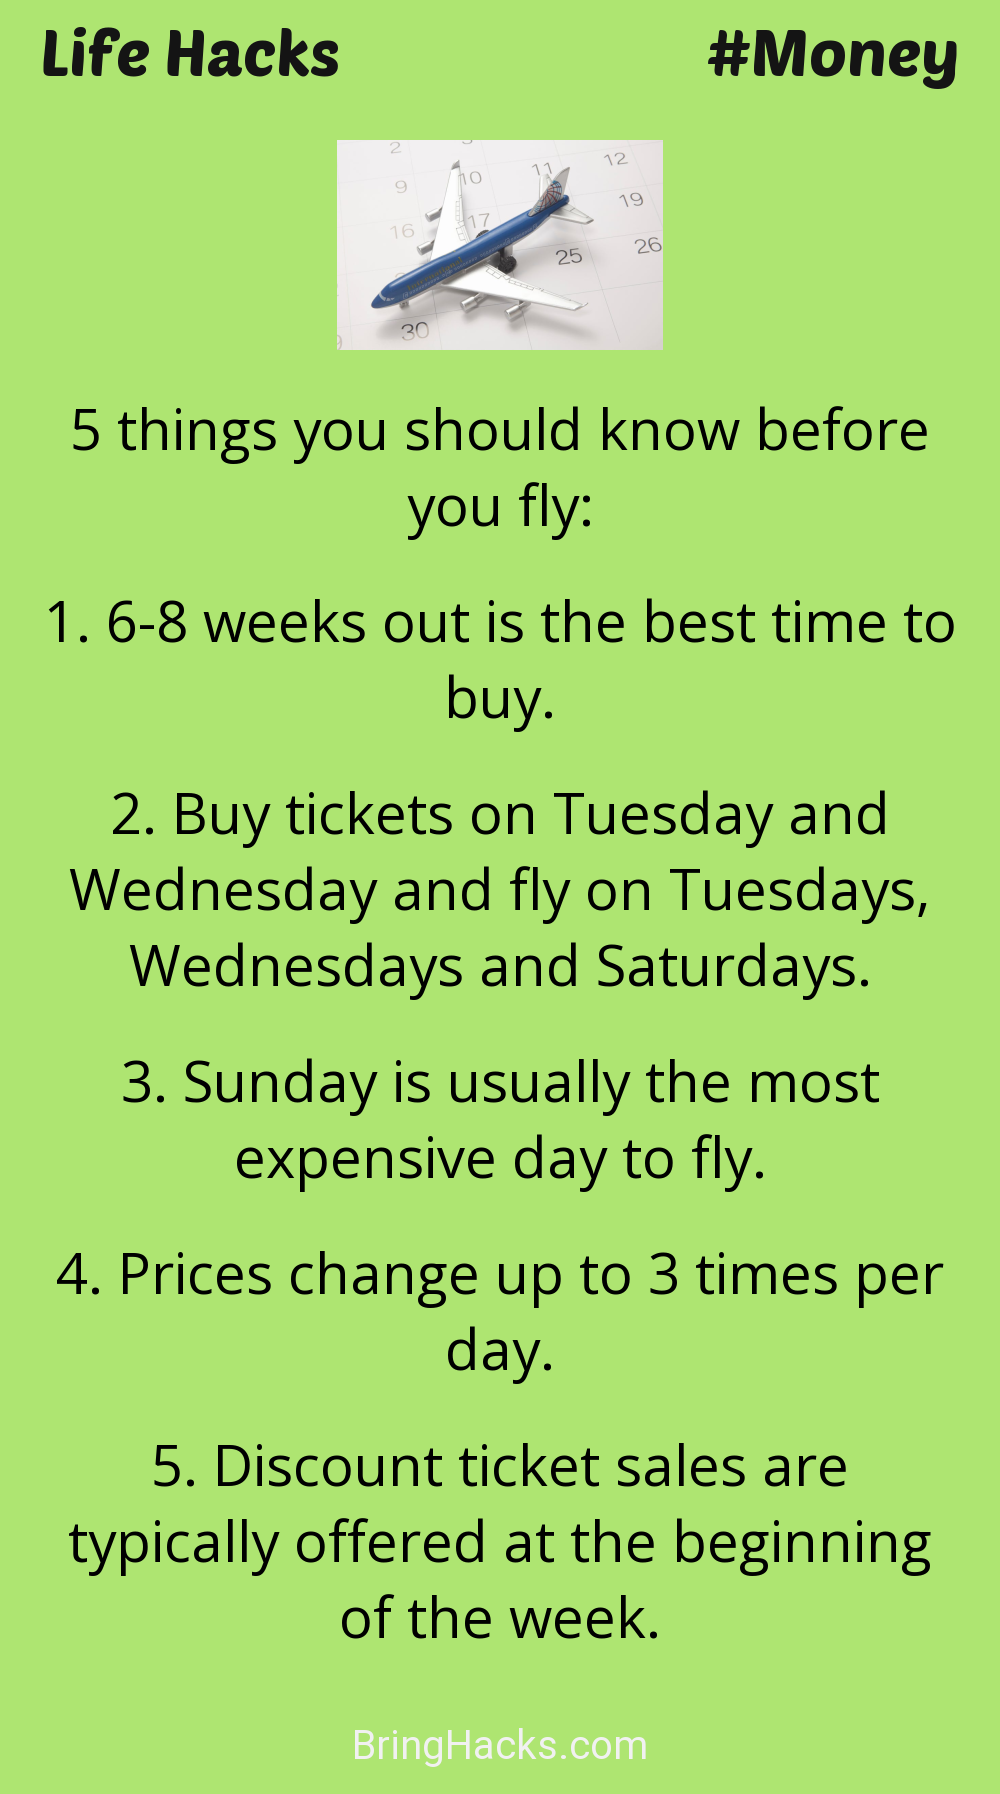 Life Hacks #Money
2 3
9 10 11 12
16 17 19
25 26
30
5 things you should know before
you fly:
1. 6-8 weeks out is the best time to
buy.
2. Buy tickets on Tuesday and
Wednesday and fly on Tuesdays,
Wednesdays and Saturdays.
3. Sunday is usually the most
expensive day to fly.
4. Prices change up to 3 times per
day.
5. Discount ticket sales are
typically offered at the beginning
of the week.
BringHacks.com